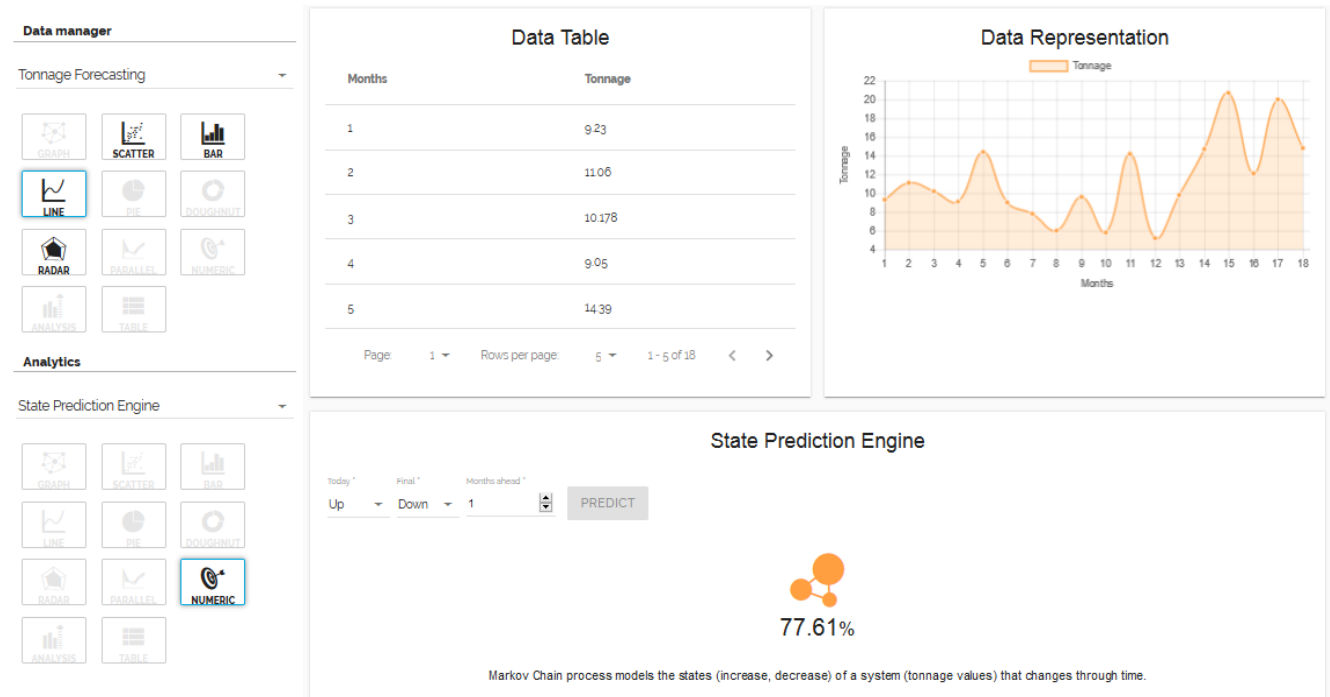 Data manager
Tonnage Forecasting
GRAPH SCATTER BAR
LINE PIE DOUGHNUT
RADAR PARALLEL NUMERIC
ANALYSIS TABLE
Analytics
State Prediction Engine
GRAPH SCATTER BAR
LINE PIE DOUGHNUT
RADAR PARALLEL NUMERIC
ANALYSIS TABLE
Data Table
Months Tonnage
1 9.23
2 11.06
3 10.178
4 9.05
5 14.39
Page: 1 Rows per page: 5 1 - 5 of 18
Data Representation
Tonnage
22
20
18
16
14
12
10
8
6
4
Tonnage
1 2 3 4 5 6 7 8 9 10 11 12 13 14 15 16 17 18
Months
State Prediction Engine
Today * Final * Months ahead *
Up Down 1 PREDICT
77.61%
Markov Chain process models the states (increase, decrease) of a system (tonnage values) that changes through time.